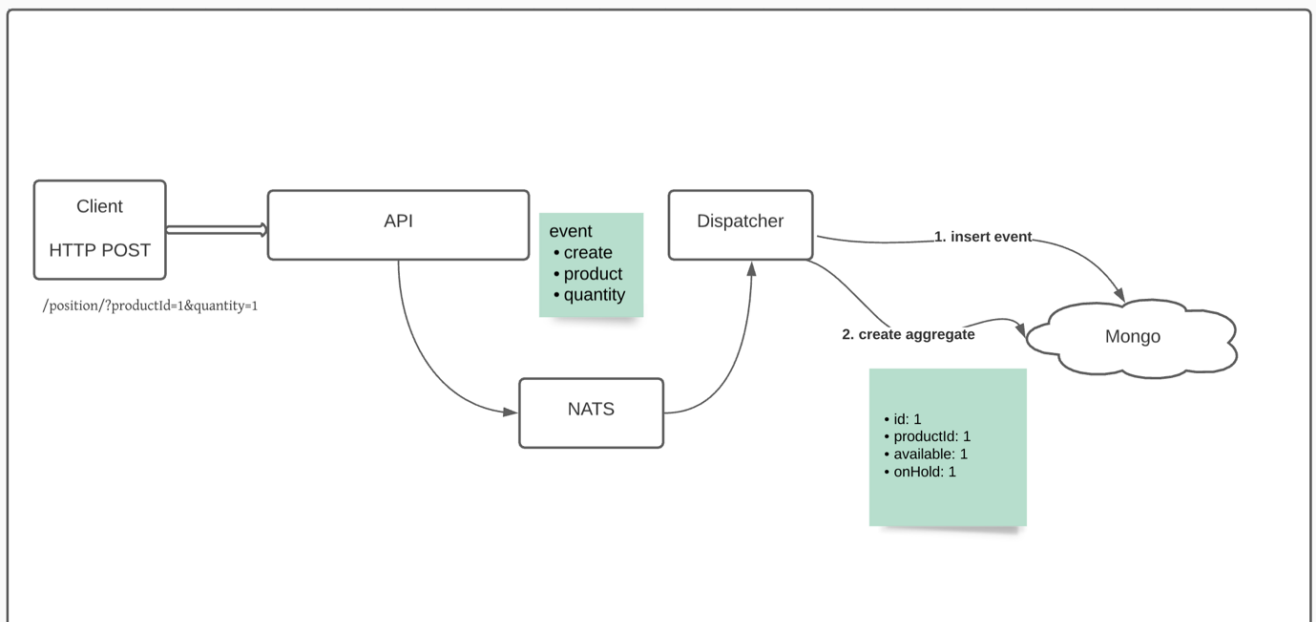 Client
HTTP POST
/position/?productId=1&quantity=1
API
event
• create
• product
• quantity
NATS
Dispatcher
1. insert event
2. create aggregate
Mongo
• id: 1
• productId: 1
• available: 1
• onHold: 1